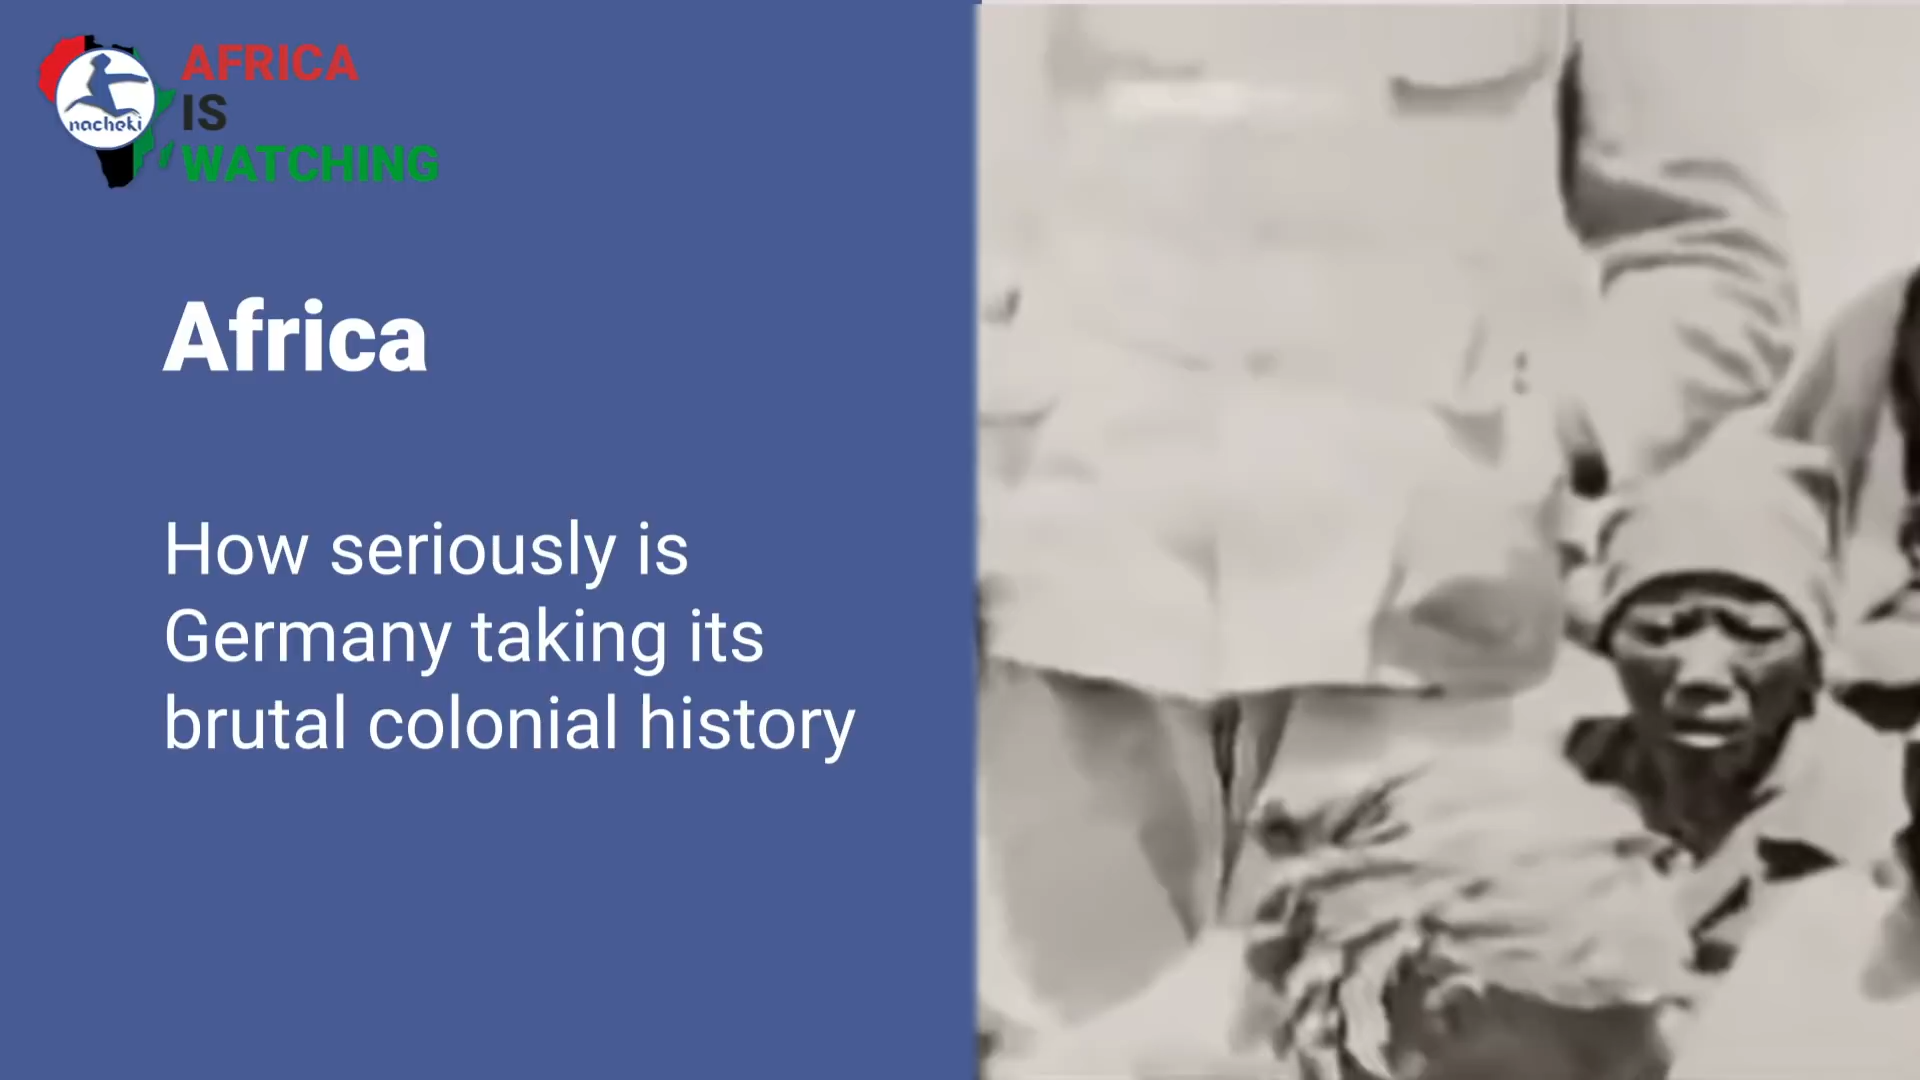 nacheki
AFRICA
IS
WATCHING
Africa
How seriously is
Germany taking its
brutal colonial history